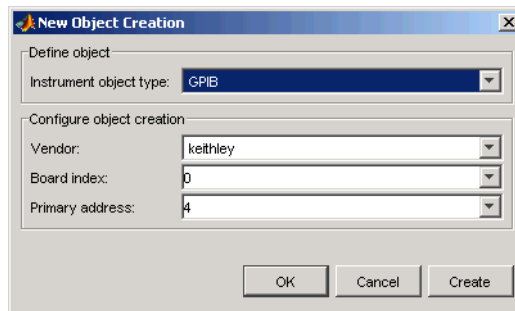 New Object Creation
Define object
Instrument object type: GPIB
Configure object creation
Vendor: keithley
Board index: 0
Primary address: 4
OK Cancel Create